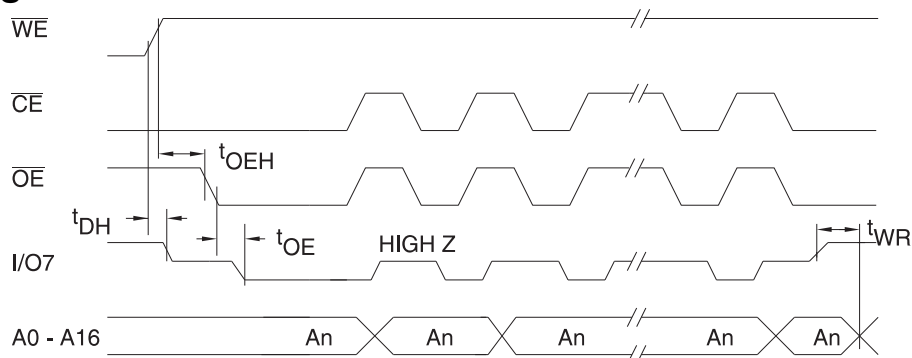 WE
CE
OE
tOEH
tDH
tOE
HIGH Z
tWR
I/O7
A0 - A16 An An An An An